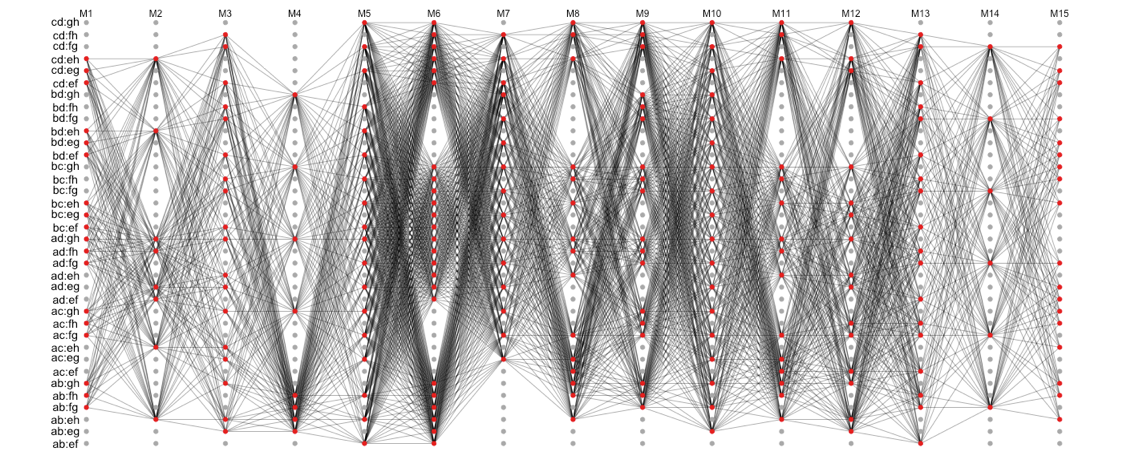 M1 M2 M3 M4 M5 M6 M7 M8 M9 M10 M11 M12 M13 M14 M15
cd:gh
cd:fh
cd:fg
cd:eh
cd:eg
cd:ef
bd:gh
bd:fh
bd:fg
bd:eh
bd:eg
bd:ef
bc:gh
bc:fh
bc:fg
bc:eh
bc:eg
bc:ef
ad:gh
ad:fh
ad:fg
ad:eh
ad:eg
ad:ef
ac:gh
ac:fh
ac:fg
ac:eh
ac:eg
ac:ef
ab:gh
ab:fh
ab:fg
ab:eh
ab:eg
ab:ef